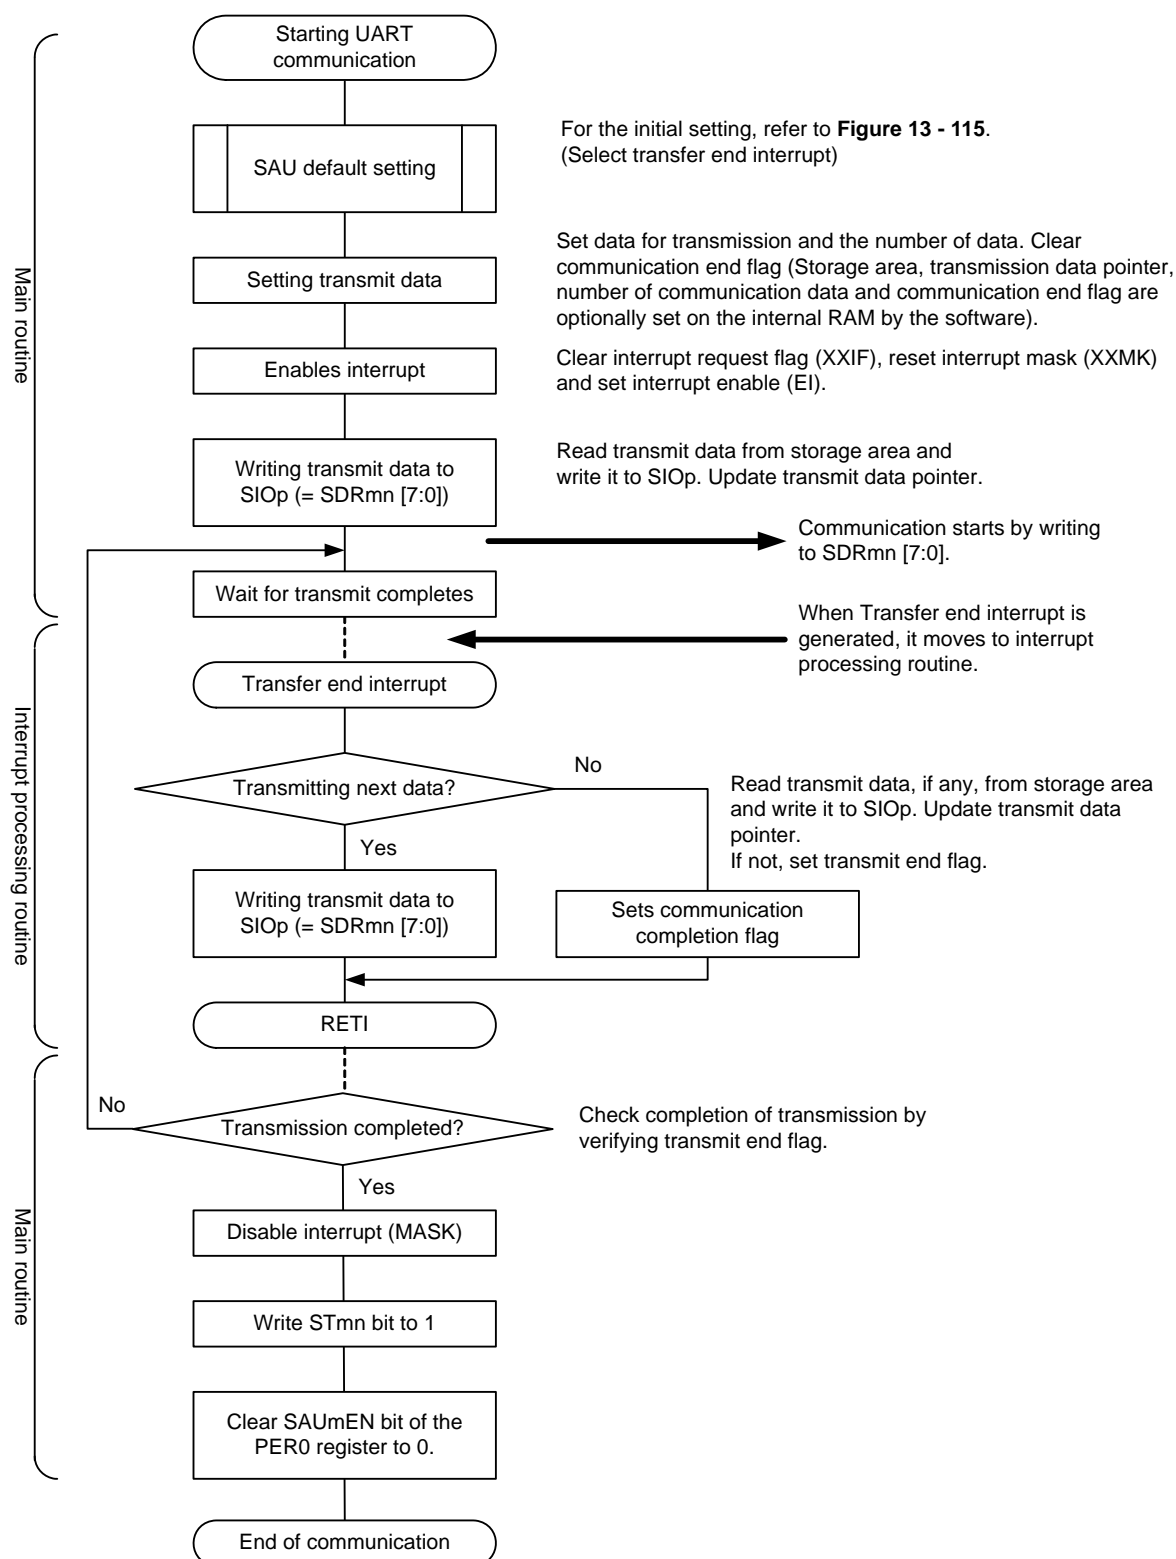 Starting UART
communication
For the initial setting, refer to Figure 13 - 115.
(Select transfer end interrupt)
SAU default setting
Set data for transmission and the number of data. Clear
communication end flag (Storage area, transmission data pointer,
number of communication data and communication end flag are
optionally set on the internal RAM by the software).
Setting transmit data
Main routine
Enables interrupt
Clear interrupt request flag (XXIF), reset interrupt mask (XXMK)
and set interrupt enable (EI).
Writing transmit data to
SIOp (= SDRmn [7:0])
Read transmit data from storage area and
write it to SIOp. Update transmit data pointer.
Communication starts by writing
to SDRmn [7:0].
Wait for transmit completes
When Transfer end interrupt is
generated, it moves to interrupt
processing routine.
Transfer end interrupt
Interrupt processing routine
Transmitting next data?
No
Yes
Read transmit data, if any, from storage area
and write it to SIOp. Update transmit data
pointer.
If not, set transmit end flag.
Writing transmit data to
SIOp (= SDRmn [7:0])
Sets communication
completion flag
RETI
No
Transmission completed?
Check completion of transmission by
verifying transmit end flag.
Yes
Main routine
Disable interrupt (MASK)
Write STmn bit to 1
Clear SAUmEN bit of the
PER0 register to 0.
End of communication